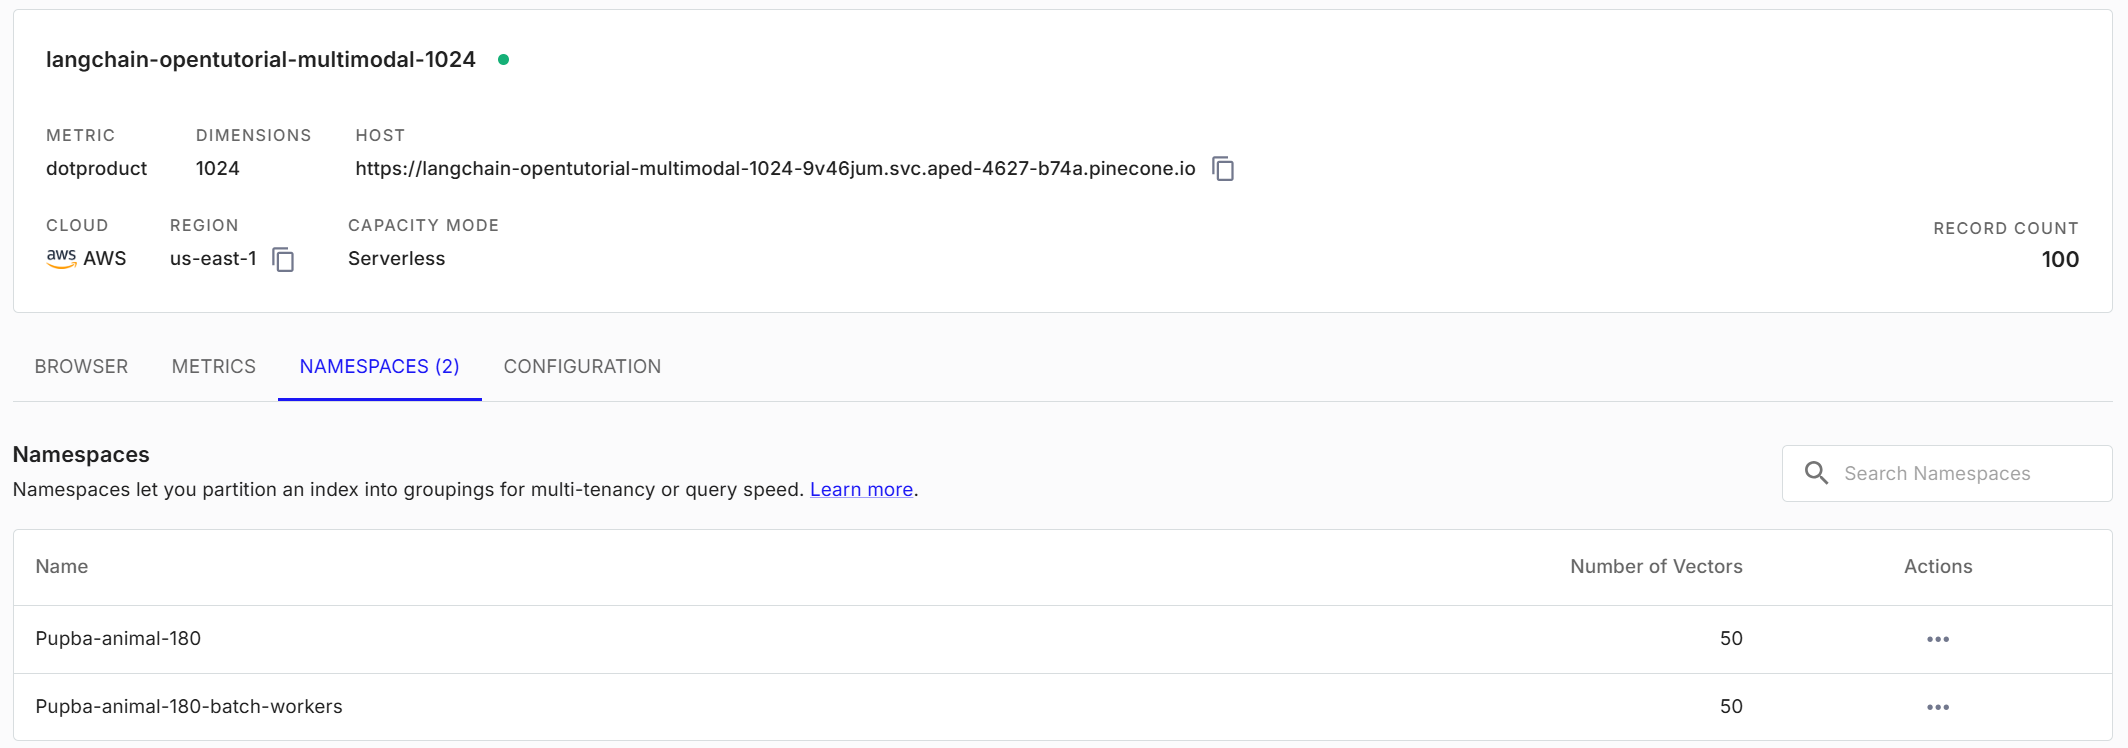 langchain-opentutorial-multimodal-1024
METRIC DIMENSIONS HOST
dotproduct 1024 https://langchain-opentutorial-multimodal-1024-9v46jum.svc.aped-4627-b74a.pinecone.io
CLOUD REGION CAPACITY MODE RECORD COUNT
aws AWS us-east-1 Serverless 100
BROWSER METRICS NAMESPACES (2) CONFIGURATION
Namespaces
Namespaces let you partition an index into groupings for multi-tenancy or query speed. Learn more.
Search Namespaces
Name Number of Vectors Actions
Pupba-animal-180 50
Pupba-animal-180-batch-workers 50